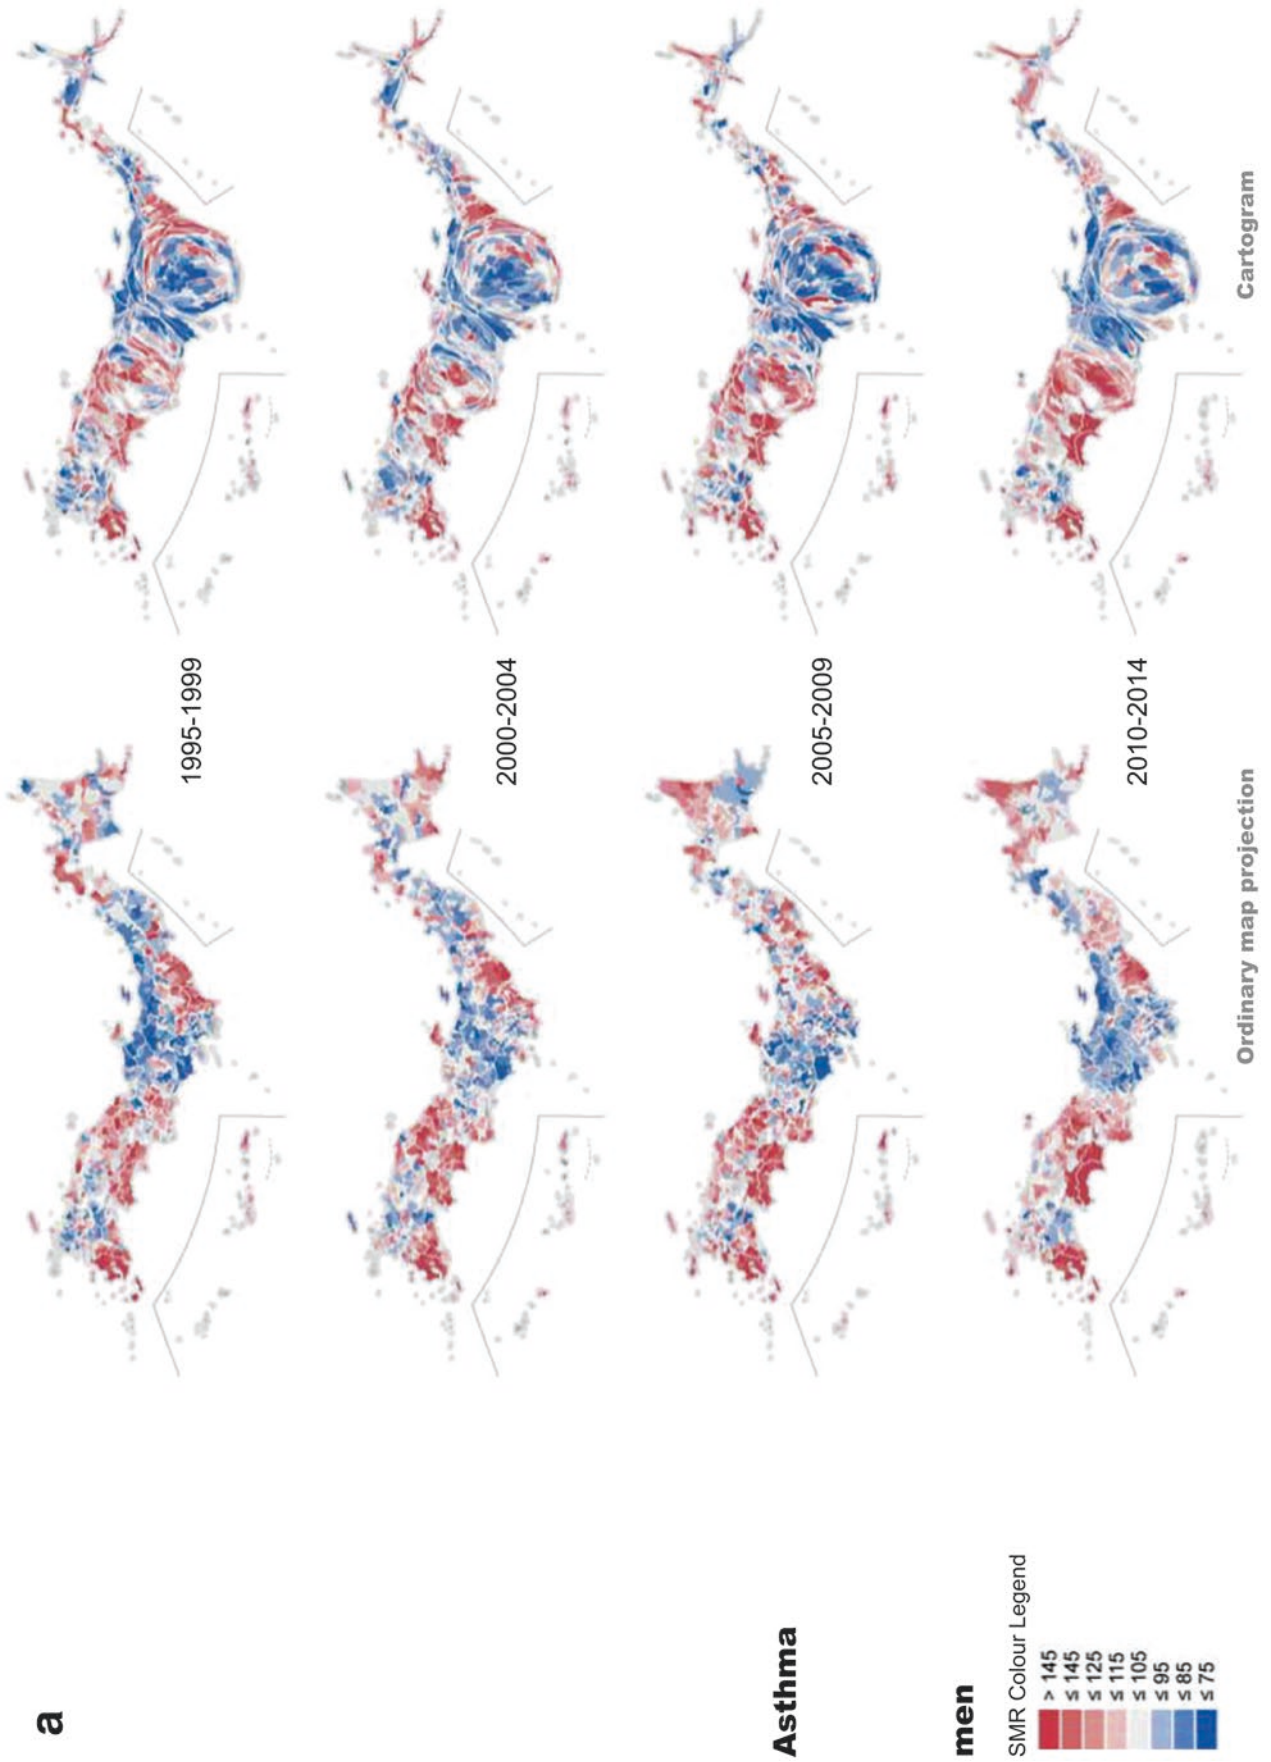 a
1995-1999
2000-2004
2005-2009
2010-2014
Asthma
men
SMR Colour Legend
> 145
≤ 145
≤ 125
≤ 115
≤ 105
≤ 95
≤ 85
≤ 75
Ordinary map projection
Cartogram